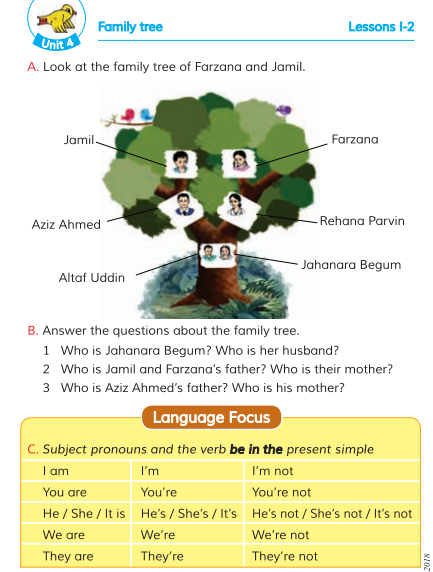 Unit 4
Family tree Lessons 1-2
A. Look at the family tree of Farzana and Jamil.
Jamil Farzana
Aziz Ahmed Rehana Parvin
Altaf Uddin Jahanara Begum
B. Answer the questions about the family tree.
1 Who is Jahanara Begum? Who is her husband?
2 Who is Jamil and Farzana's father? Who is their mother?
3 Who is Aziz Ahmed's father? Who is his mother?
Language Focus
C. Subject pronouns and the verb be in the present simple
I am I'm I'm not
You are You're You're not
He / She / It is He's / She's / It's He's not / She's not / It's not
We are We're We're not
They are They're They're not
2018